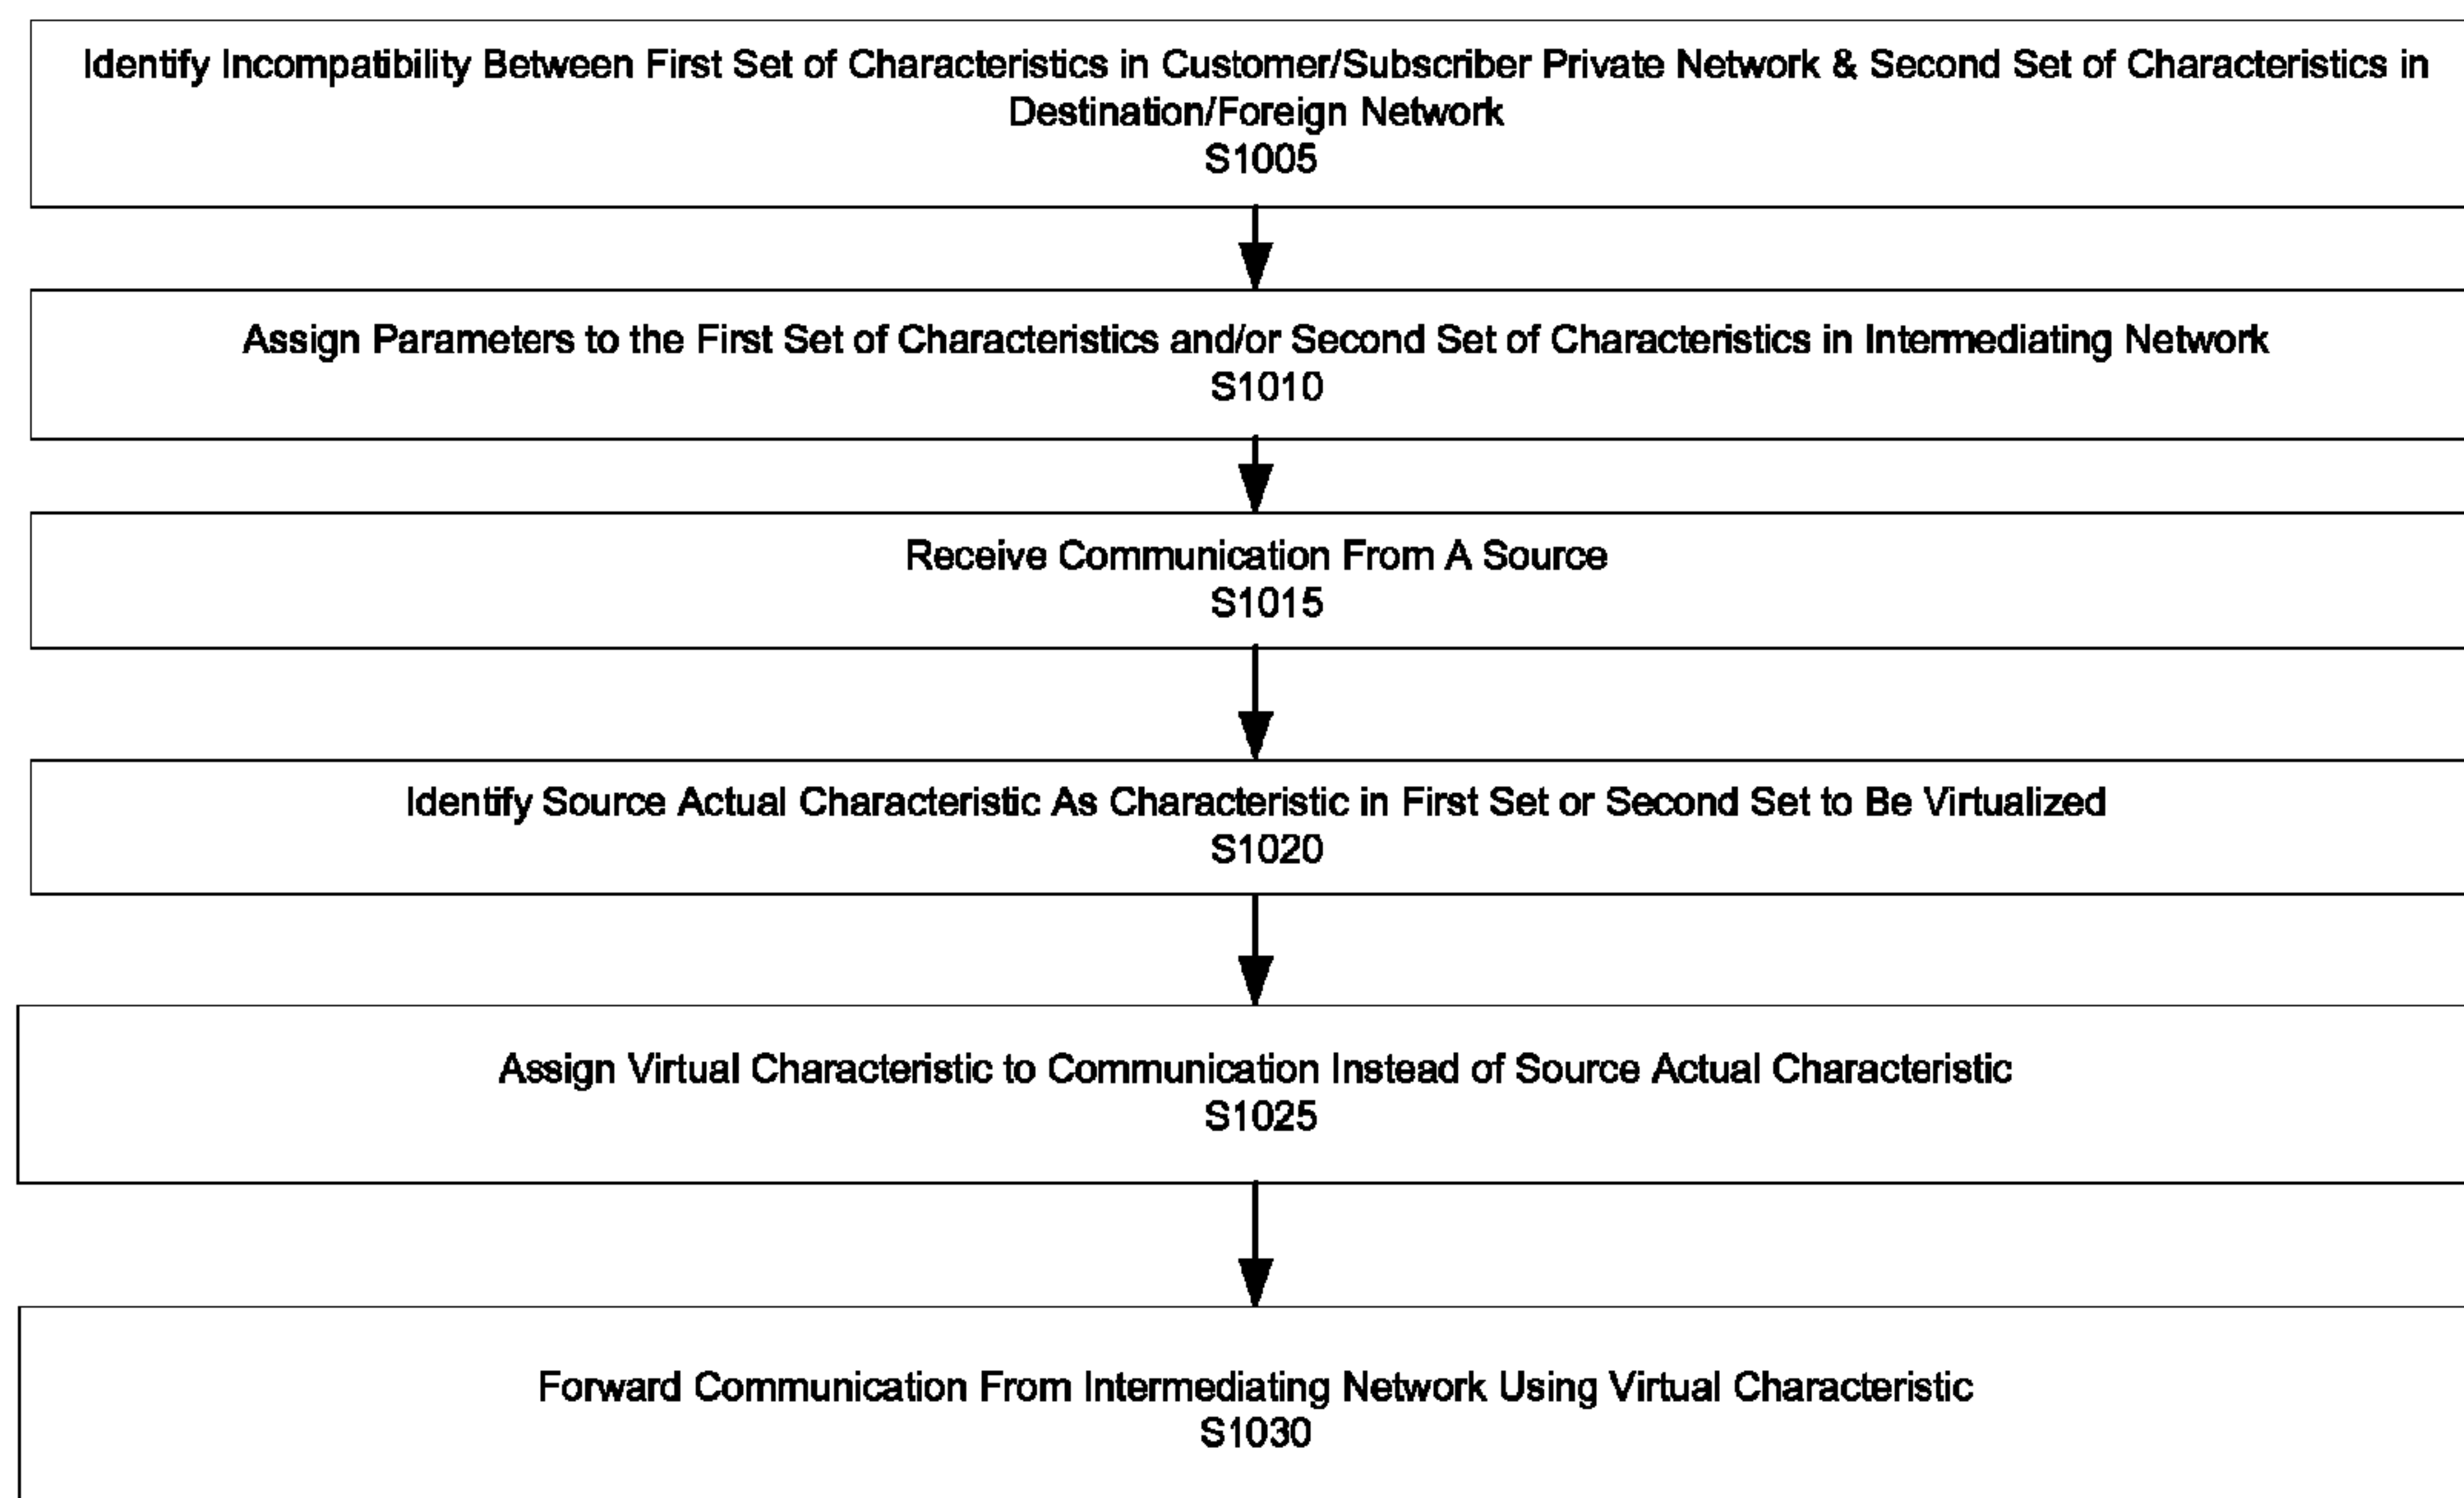 Identify Incompatibility Between First Set of Characteristics in Customer/Subscriber Private Network & Second Set of Characteristics in
Destination/Foreign Network
S1005
Assign Parameters to the First Set of Characteristics and/or Second Set of Characteristics in Intermediating Network
S1010
Receive Communication From A Source
S1015
Identify Source Actual Characteristic As Characteristic in First Set or Second Set to Be Virtualized
S1020
Assign Virtual Characteristic to Communication Instead of Source Actual Characteristic
S1025
Forward Communication From Intermediating Network Using Virtual Characteristic
S1030